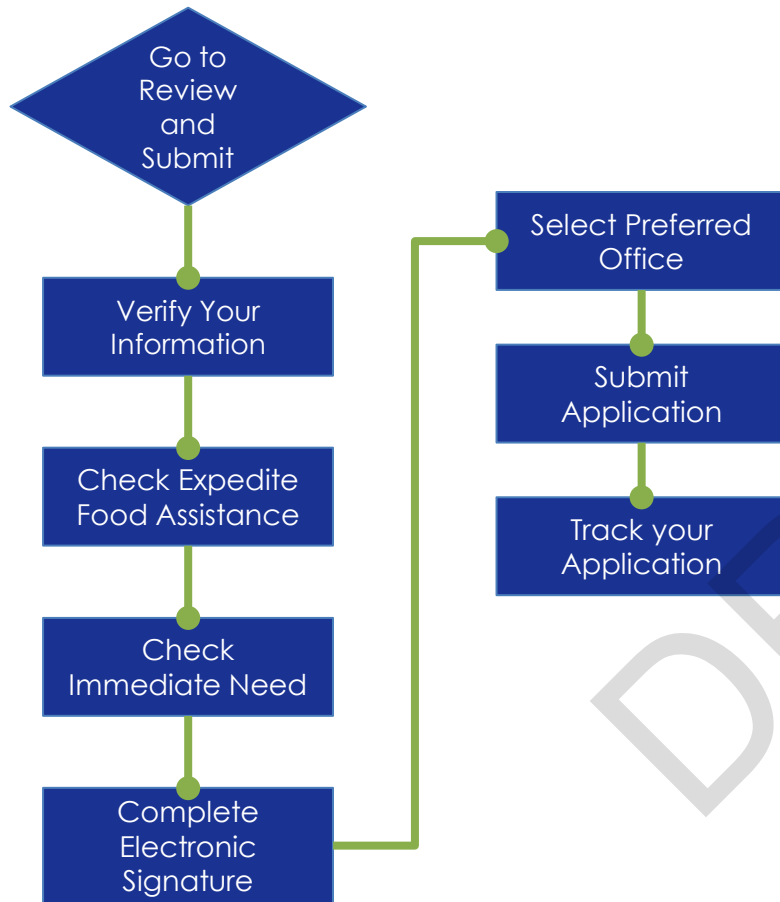 Go to
Review
and
Submit
Verify Your
Information
Check Expedite
Food Assistance
Check
Immediate Need
Complete
Electronic
Signature
Select Preferred
Office
Submit
Application
Track your
Application